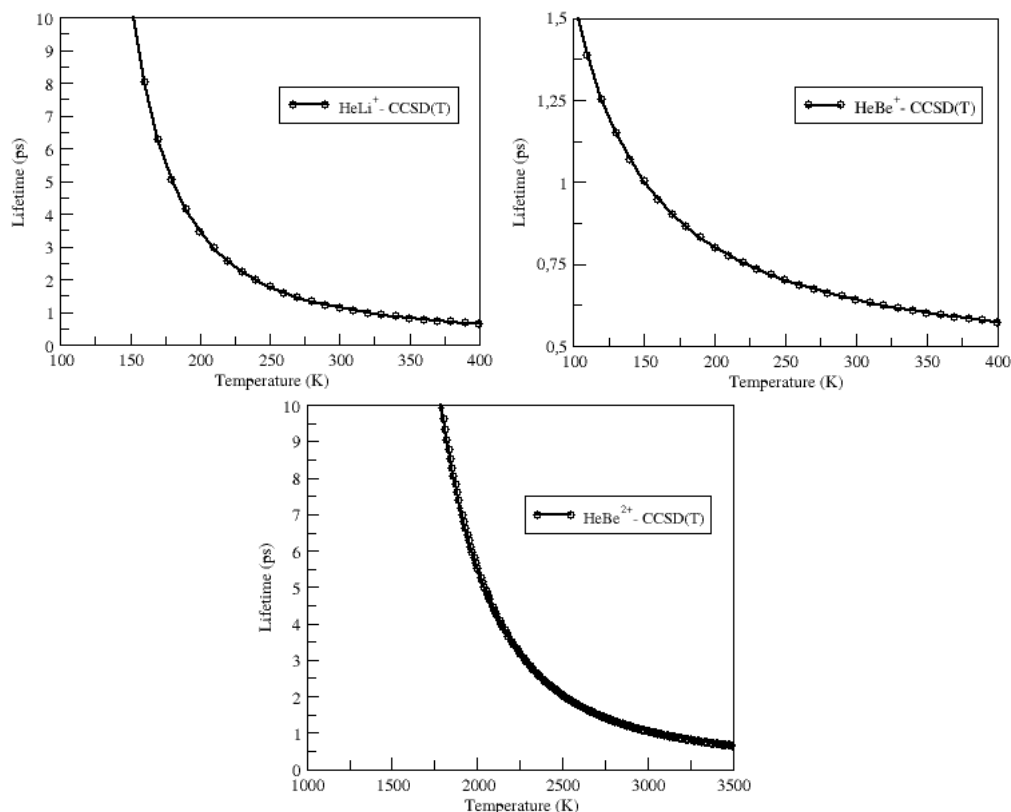 10
9
8
7
6
5
4
3
2
1
0
Lifetime (ps)
HeLi⁺- CCSD(T)
100 150 200 250 300 350 400
Temperature (K)
1,5
1,25
1
0,75
1,5
Lifetime (ps)
HeBe⁺- CCSD(T)
100 150 200 250 300 350 400
Temperature (K)
10
9
8
7
6
5
4
3
2
1
0
Lifetime (ps)
HeBe²⁺- CCSD(T)
1000 1500 2000 2500 3000 3500
Temperature (K)